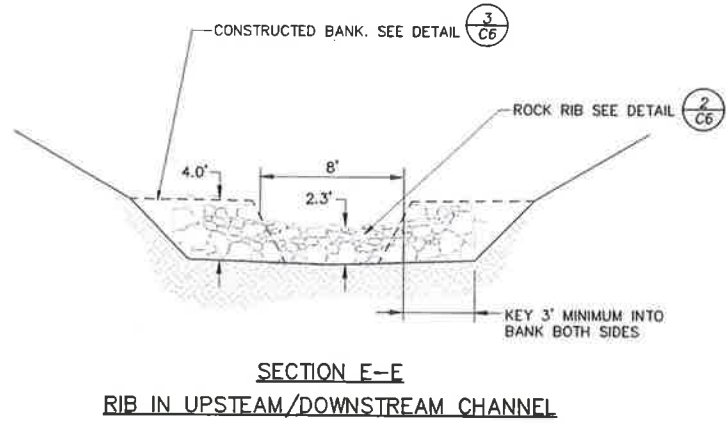 CONSTRUCTED BANK. SEE DETAIL
3
C6
ROCK RIB SEE DETAIL
2
C6
4.0'
8'
2.3'
KEY 3' MINIMUM INTO
BANK BOTH SIDES
SECTION E-E
RIB IN UPSTEAM/DOWNSTREAM CHANNEL